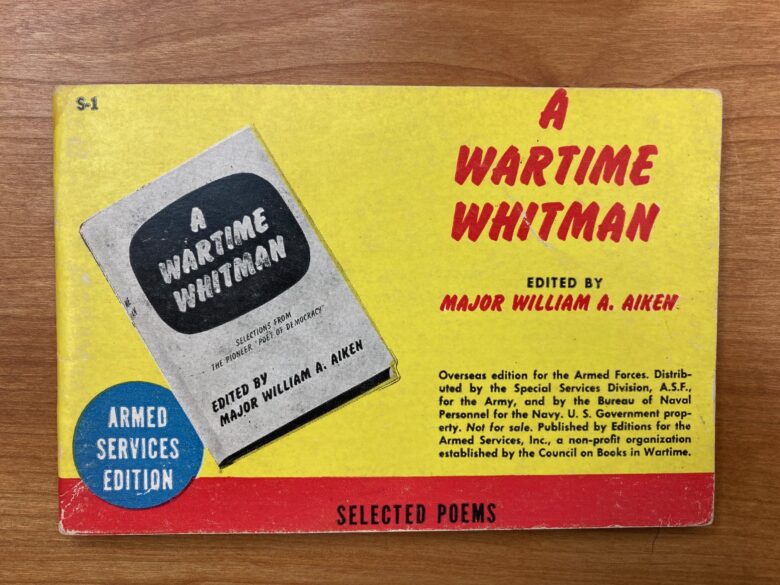 S-1
A
WARTIME
WHITMAN
EDITED BY
MAJOR WILLIAM A. AIKEN
Overseas edition for the Armed Forces. Distrib-
uted by the Special Services Division, A.S.F.,
for the Army, and by the Bureau of Naval
Personnel for the Navy. U. S. Government prop-
erty. Not for sale. Published by Editions for the
Armed Services, Inc., a non-profit organization
established by the Council on Books in Wartime.
A
WARTIME
WHITMAN
SELECTIONS FROM
THE PIONEER "POET OF DEMOCRACY"
EDITED BY
MAJOR WILLIAM A. AIKEN
ARMED
SERVICES
EDITION
SELECTED POEMS